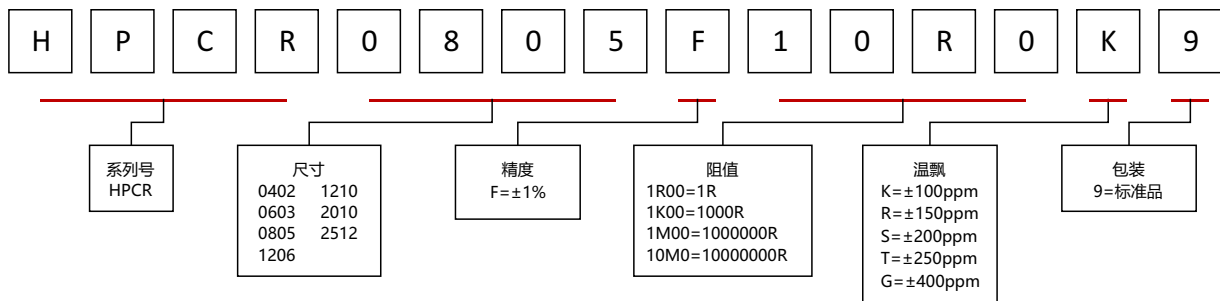 H P C R 0 8 0 5 F 1 0 R 0 K 9
系列号
HPCR
尺寸
0402 1210
0603 2010
0805 2512
1206
精度
F=±1%
阻值
1R00=1R
1K00=1000R
1M00=1000000R
10M0=10000000R
温飘
K=±100ppm
R=±150ppm
S=±200ppm
T=±250ppm
G=±400ppm
包装
9=标准品